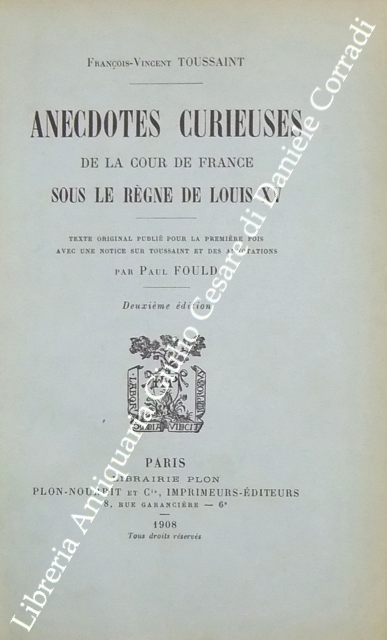 François-Vincent TOUSSAINT
ANECDOTES CURIEUSES
DE LA COUR DE FRANCE
SOUS LE RÈGNE DE LOUIS XV
TEXTE ORIGINAL PUBLIÉ POUR LA PREMIÈRE FOIS
AVEC UNE NOTICE SUR TOUSSAINT ET DES ANNOTATIONS
PAR Paul FOULD
Deuxième édition
LABOR
OMNIA VINCIT
PARIS
LIBRAIRIE PLON
PLON-NOURRIT ET Cie, IMPRIMEURS-ÉDITEURS
8, RUE GARANCIÈRE — 6e
1908
Tous droits réservés
Libreria Antiquaria Giulio Cesare di Daniele Corradi